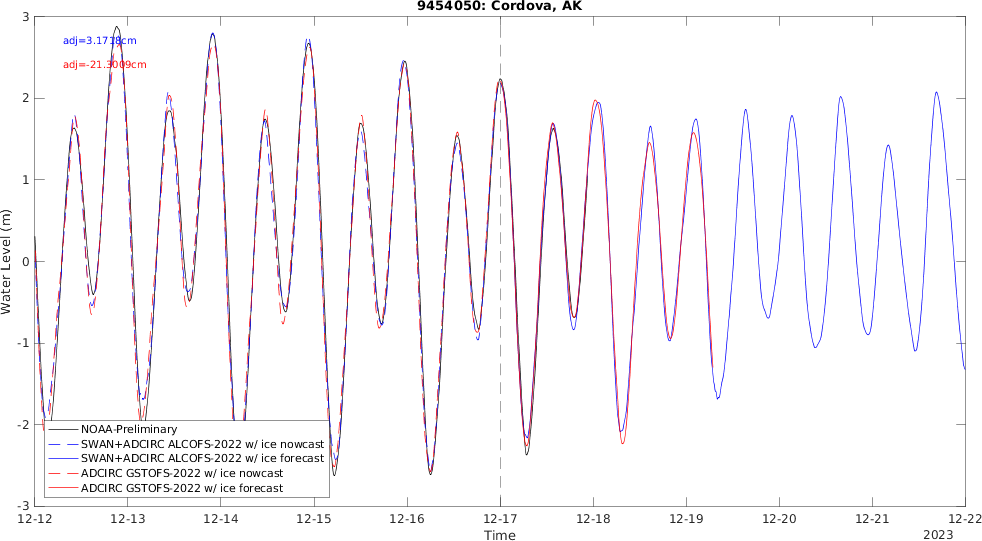 9454050: Cordova, AK
adj=3.1718cm
adj=-21.3009cm
3
2
1
0
-1
-2
-3
Water Level (m)
NOAA-Preliminary
SWAN+ADCIRC ALCOFS-2022 w/ ice nowcast
SWAN+ADCIRC ALCOFS-2022 w/ ice forecast
ADCIRC GSTOFS-2022 w/ ice nowcast
ADCIRC GSTOFS-2022 w/ ice forecast
12-12 12-13 12-14 12-15 12-16 12-17 12-18 12-19 12-20 12-21 12-22
Time
2023